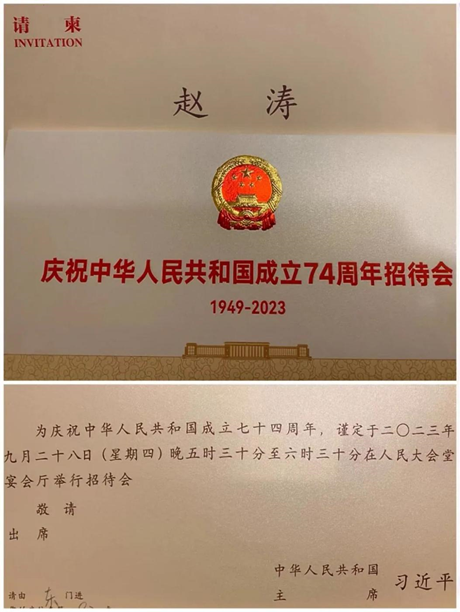 请 柬
INVITATION
赵 涛
庆祝中华人民共和国成立74周年招待会
1949-2023
为庆祝中华人民共和国成立七十四周年，谨定于二〇二三年
九月二十八日（星期四）晚五时三十分至六时三十分在人民大会堂
宴会厅举行招待会
敬 请
出 席
中华人民共和国
主 席 习近平
请由 东 门进